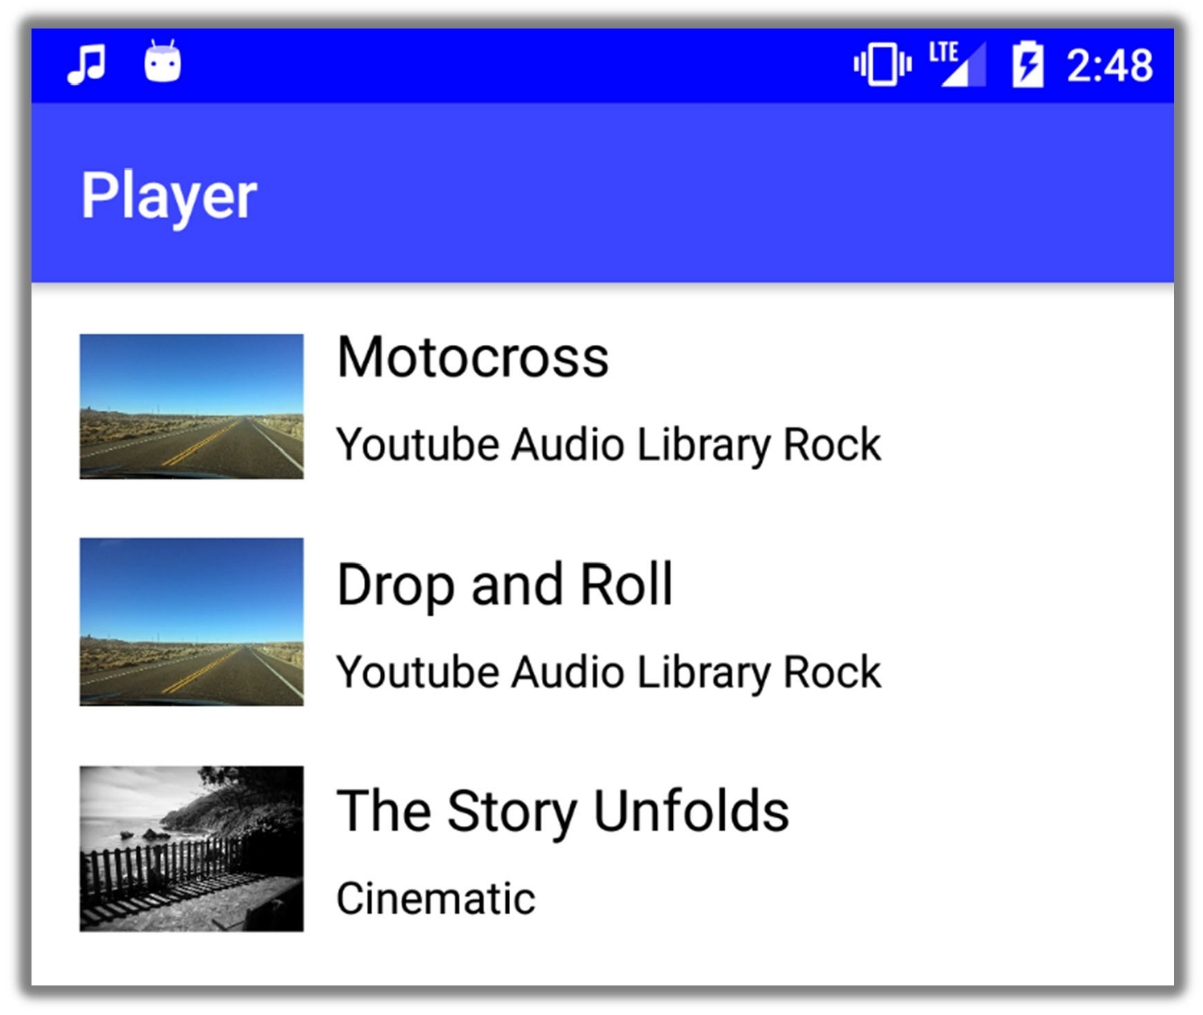 LTE 2:48
Player
Motocross
Youtube Audio Library Rock
Drop and Roll
Youtube Audio Library Rock
The Story Unfolds
Cinematic